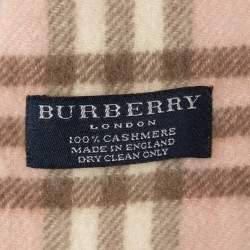 BURBERRY
LONDON
100% CASHMERE
MADE IN ENGLAND
DRY CLEAN ONLY